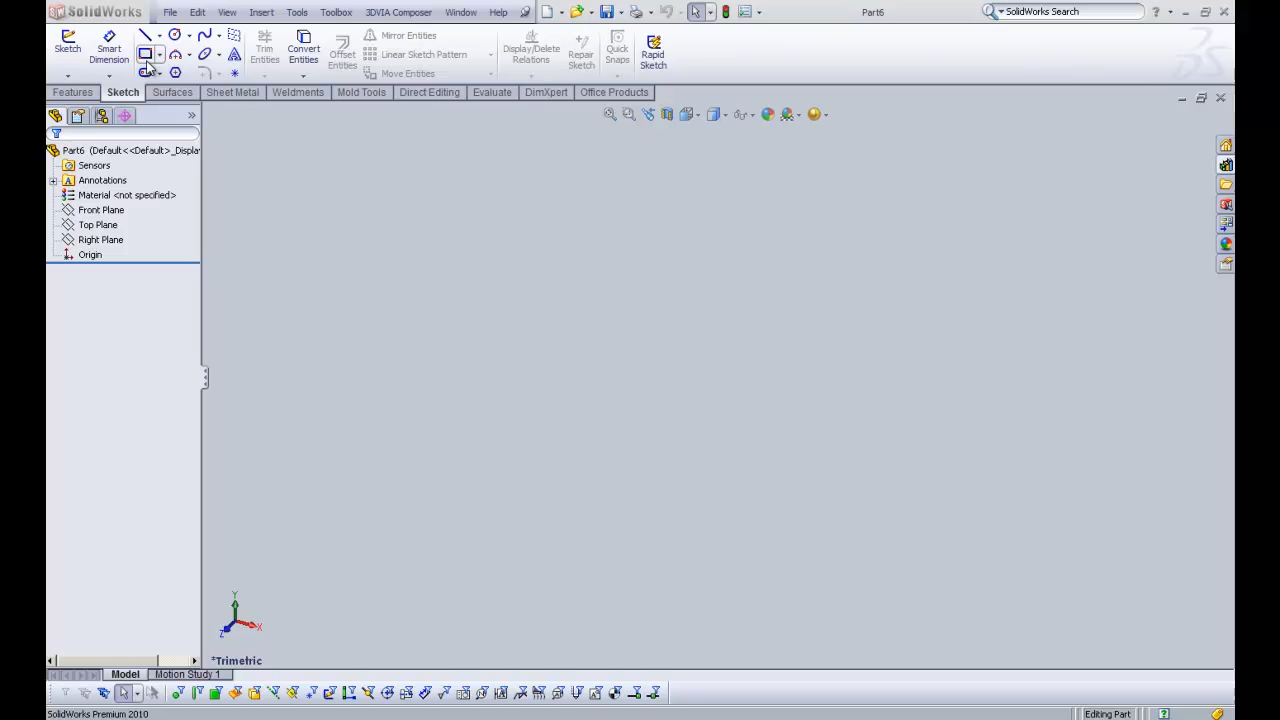 SolidWorks File Edit View Insert Tools Toolbox 3DVIA Composer Window Help Part6 SolidWorks Search
Sketch Smart Dimension Trim Entities Convert Entities Offset Entities Mirror Entities Linear Sketch Pattern Move Entities Display/Delete Relations Repair Sketch Quick Snaps Rapid Sketch
Features Sketch Surfaces Sheet Metal Weldments Mold Tools Direct Editing Evaluate DimXpert Office Products
Part6 (Default<<Default>_Displa
Sensors
Annotations
Material <not specified>
Front Plane
Top Plane
Right Plane
Origin
Y
X
Z
*Trimetric
Model Motion Study 1
SolidWorks Premium 2010 Editing Part